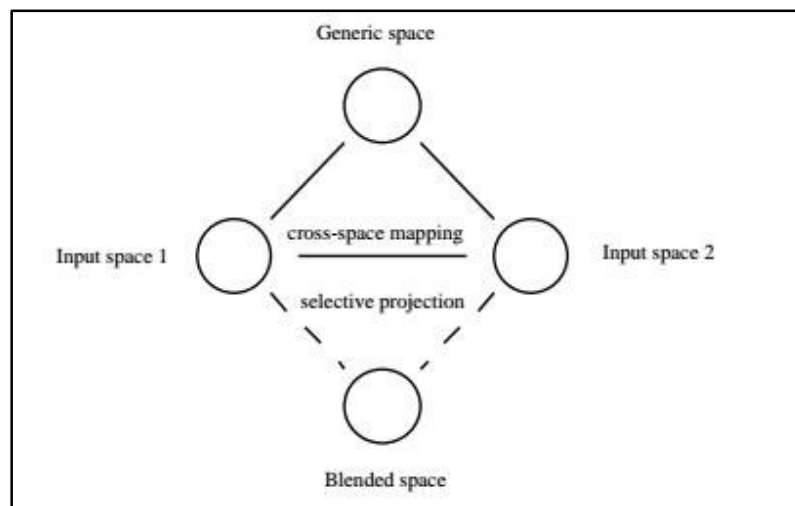 Generic space
cross-space mapping
Input space 1
Input space 2
selective projection
Blended space